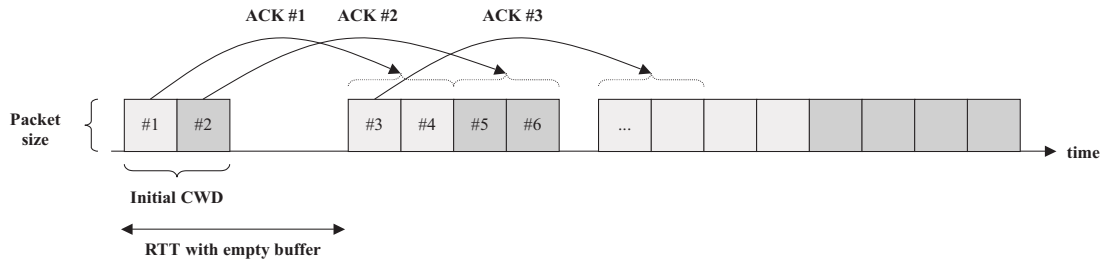 ACK #1 ACK #2 ACK #3
Packet
size
#1 #2 #3 #4 #5 #6 ...
time
Initial CWD
RTT with empty buffer